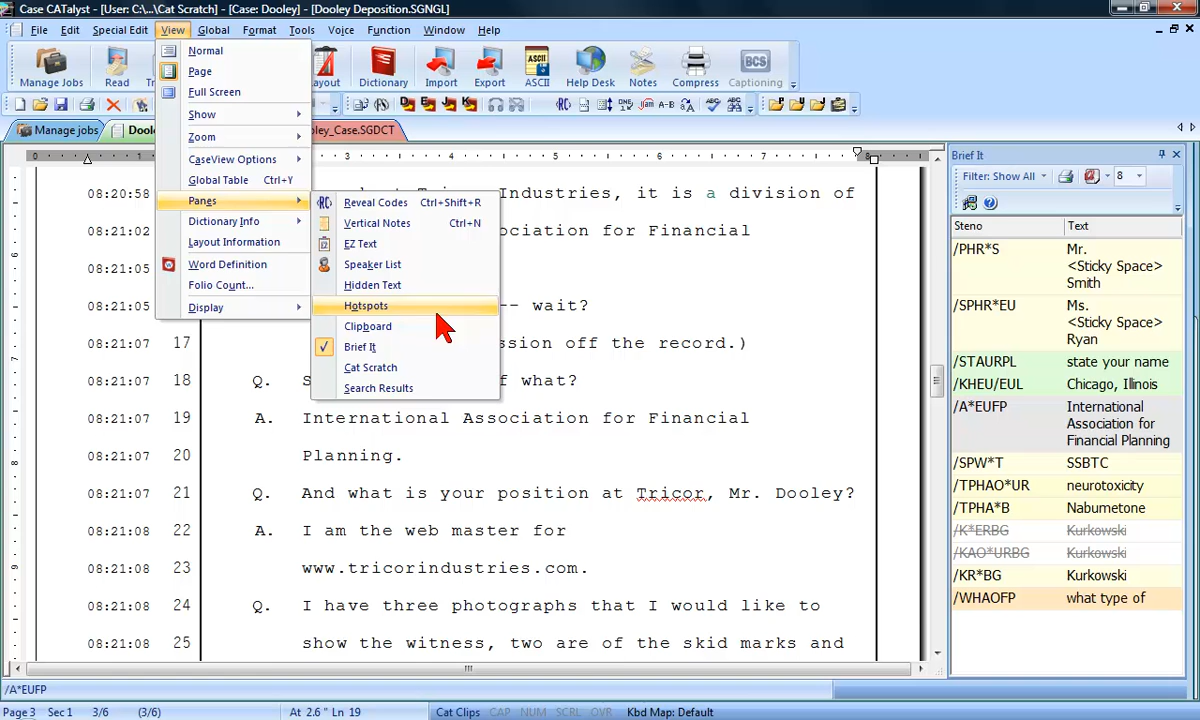 Case CATalyst - [User: C:\...\Cat Scratch] - [Case: Dooley] - [Dooley Deposition.SGNGL]
File Edit Special Edit View Global Format Tools Voice Function Window Help
Manage Jobs Read Layout Dictionary Import Export ASCII Help Desk Notes Compress BCS Captioning
Manage jobs
ooley_Case.SGDCT
Normal
Page
Full Screen
Show
Zoom
CaseView Options
Global Table Ctrl+Y
Panes
Dictionary Info
Layout Information
Word Definition
Folio Count...
Display
Reveal Codes Ctrl+Shift+R
Vertical Notes Ctrl+N
EZ Text
Speaker List
Hidden Text
Hotspots
Clipboard
Brief It
Cat Scratch
Search Results
08:20:58 Industries, it is a division of
08:21:02 Association for Financial
08:21:05
08:21:05 -- wait?
08:21:07 17 ssion off the record.)
08:21:07 18 Q. S f what?
08:21:07 19 A. International Association for Financial
08:21:07 20 Planning.
08:21:07 21 Q. And what is your position at Tricor, Mr. Dooley?
08:21:08 22 A. I am the web master for
08:21:08 23 www.tricorindustries.com.
08:21:08 24 Q. I have three photographs that I would like to
08:21:08 25 show the witness, two are of the skid marks and
Brief It
Filter: Show All 8
Steno Text
/PHR*S Mr.
<Sticky Space>
Smith
/SPHR*EU Ms.
<Sticky Space>
Ryan
/STAURPL state your name
/KHEU/EUL Chicago, Illinois
/A*EUFP International
Association for
Financial Planning
/SPW*T SSBTC
/TPHAO*UR neurotoxicity
/TPHA*B Nabumetone
/K*ERBG Kurkowski
/KAO*URBG Kurkowski
/KR*BG Kurkowski
/WHAOFP what type of
/A*EUFP
Page 3 Sec 1 3/6 (3/6) At 2.6" Ln 19 Cat Clips CAP NUM SCRL OVR Kbd Map: Default